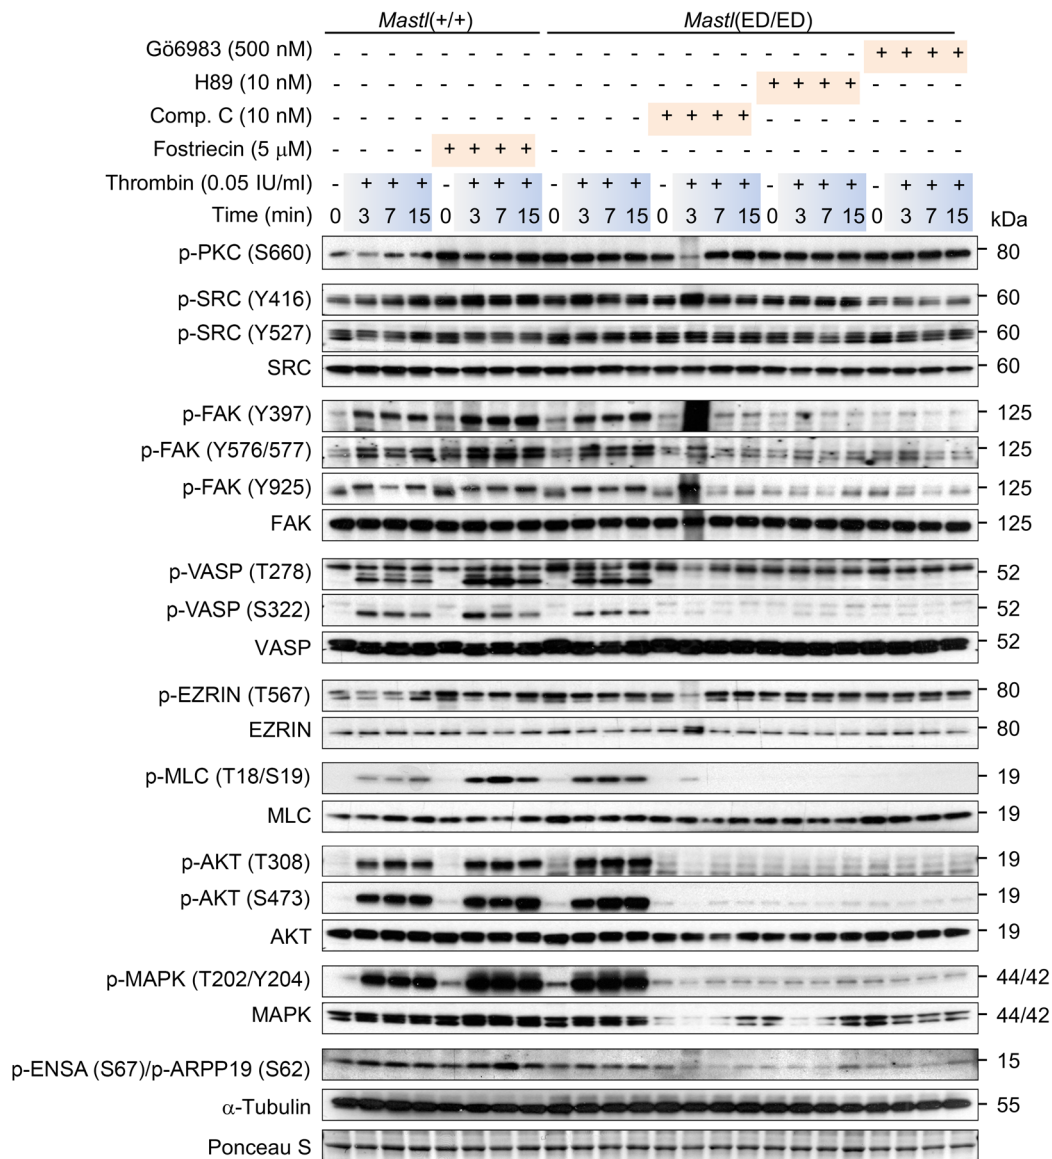 Mastl(+/+) Mastl(ED/ED)
Gö6983 (500 nM) - - - - - - - - - - - - - - - - - - - - + + + +
H89 (10 nM) - - - - - - - - - - - - - - - - + + + + - - - -
Comp. C (10 nM) - - - - - - - - - - - - + + + + - - - - - - - -
Fostriecin (5 μM) - - - - + + + + - - - - - - - - - - - - - - - -
Thrombin (0.05 IU/ml) - + + + - + + + - + + + - + + + - + + + - + + +
Time (min) 0 3 7 15 0 3 7 15 0 3 7 15 0 3 7 15 0 3 7 15 0 3 7 15 kDa
p-PKC (S660) 80
p-SRC (Y416) 60
p-SRC (Y527) 60
SRC 60
p-FAK (Y397) 125
p-FAK (Y576/577) 125
p-FAK (Y925) 125
FAK 125
p-VASP (T278) 52
p-VASP (S322) 52
VASP 52
p-EZRIN (T567) 80
EZRIN 80
p-MLC (T18/S19) 19
MLC 19
p-AKT (T308) 19
p-AKT (S473) 19
AKT 19
p-MAPK (T202/Y204) 44/42
MAPK 44/42
p-ENSA (S67)/p-ARPP19 (S62) 15
α-Tubulin 55
Ponceau S